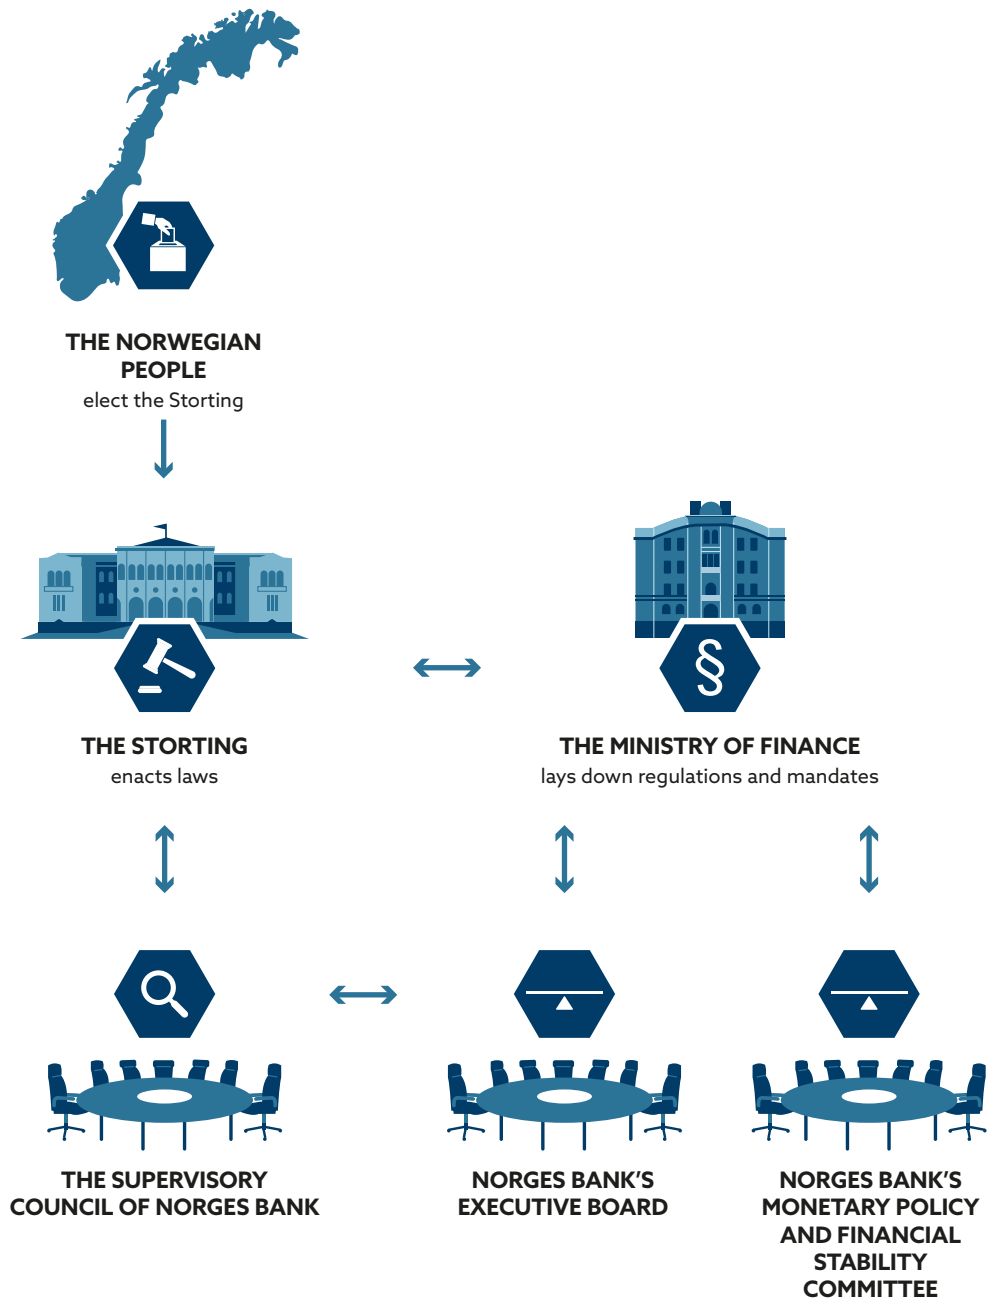 THE NORWEGIAN
PEOPLE
elect the Storting
THE STORTING
enacts laws
THE MINISTRY OF FINANCE
lays down regulations and mandates
§
THE SUPERVISORY
COUNCIL OF NORGES BANK
NORGES BANK’S
EXECUTIVE BOARD
NORGES BANK’S
MONETARY POLICY
AND FINANCIAL
STABILITY
COMMITTEE